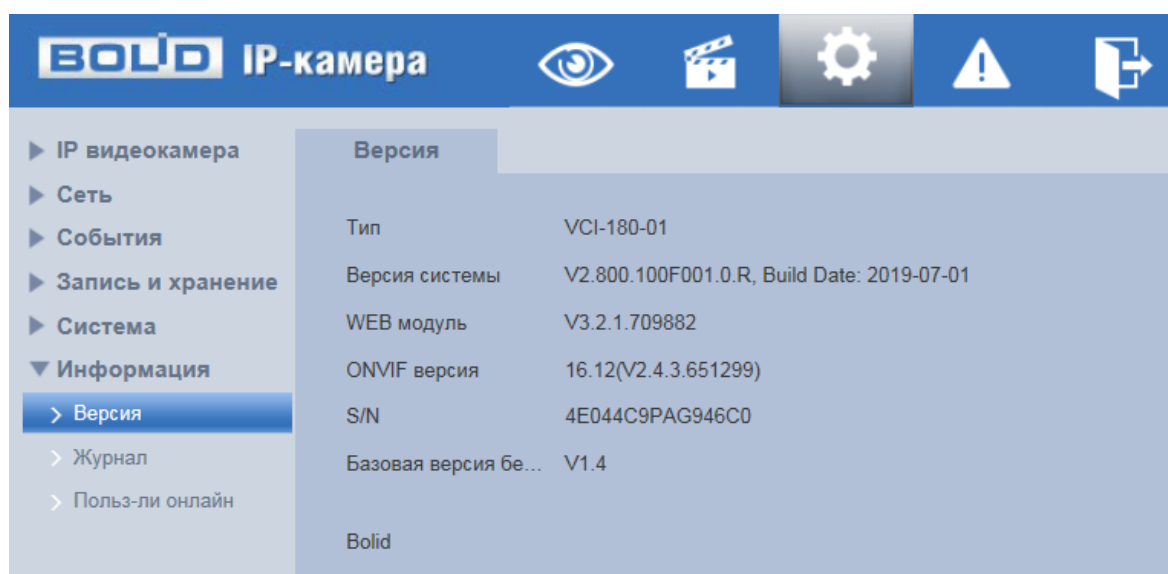 BOLID IP-камера
IP видеокамера
Сеть
События
Запись и хранение
Система
Информация
Версия
Журнал
Польз-ли онлайн
Версия
Тип VCI-180-01
Версия системы V2.800.100F001.0.R, Build Date: 2019-07-01
WEB модуль V3.2.1.709882
ONVIF версия 16.12(V2.4.3.651299)
S/N 4E044C9PAG946C0
Базовая версия бе... V1.4
Bolid